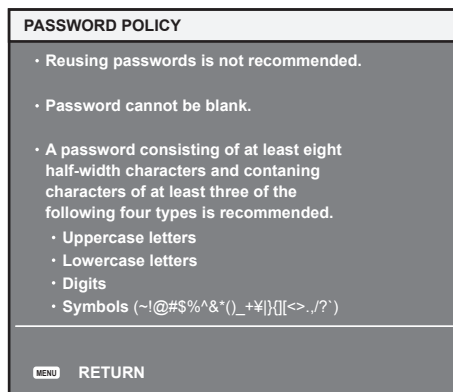 PASSWORD POLICY
・Reusing passwords is not recommended.
・Password cannot be blank.
・A password consisting of at least eight
half-width characters and contaning
characters of at least three of the
following four types is recommended.
・Uppercase letters
・Lowercase letters
・Digits
・Symbols (~!@#$%^&*()_+¥|}{][<>.,/?`)
MENU RETURN